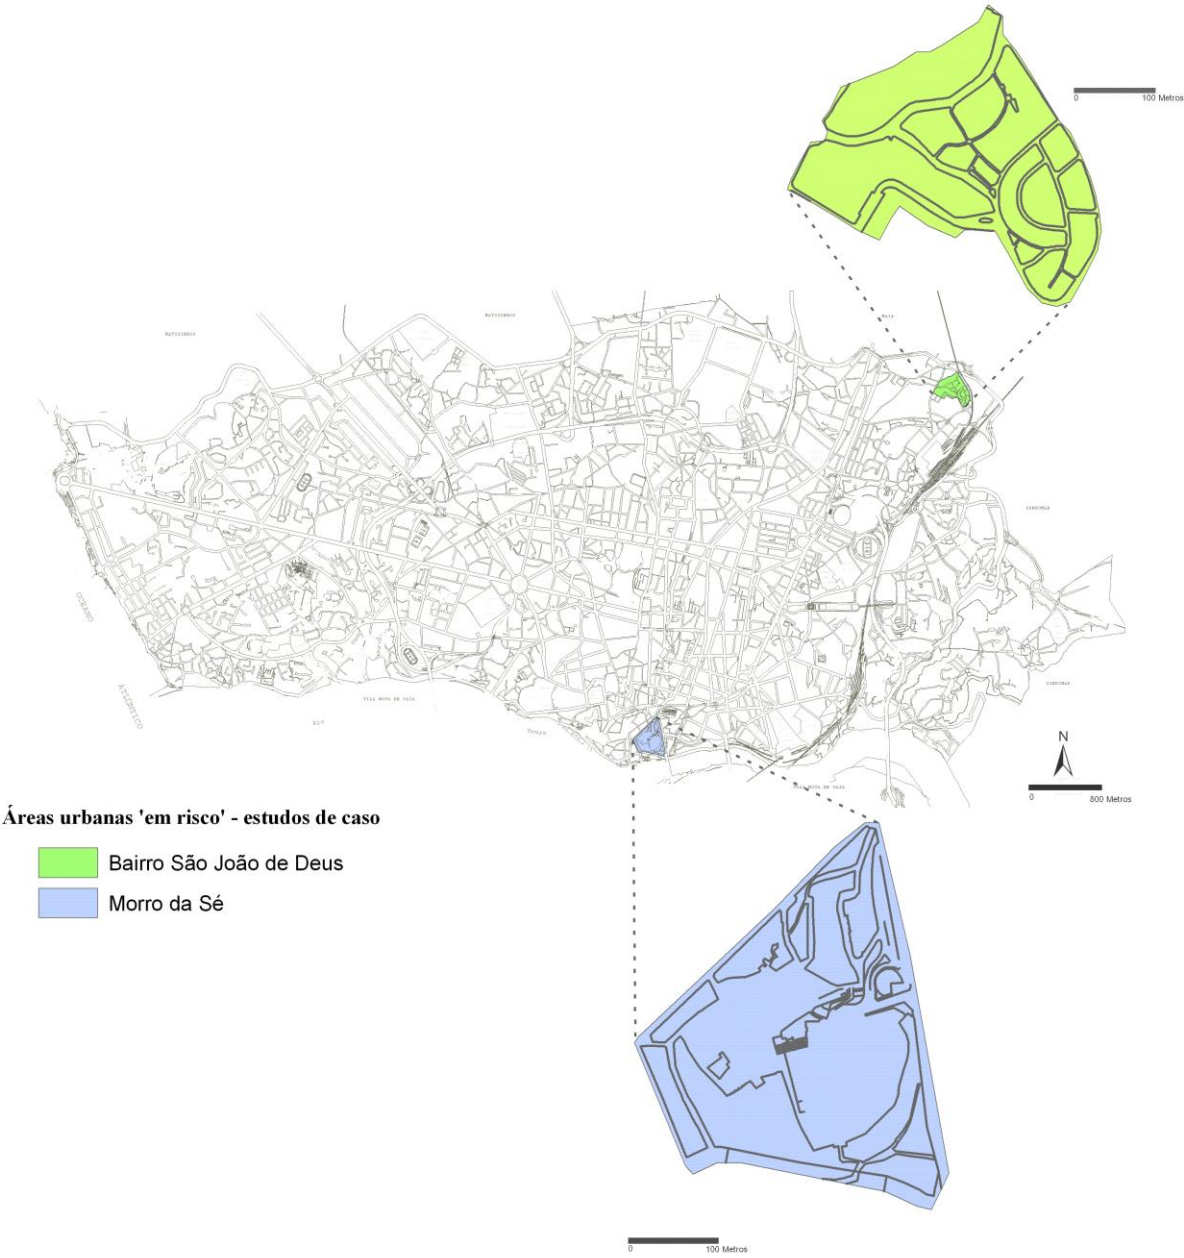 0 100 Metros
MATOSINHOS
MATOSINHOS
MAIA
GONDOMAR
OCEANO
ATLÂNTICO
VILA NOVA DE GAIA
RIO
DOURO
GONDOMAR
VILA NOVA DE GAIA
N
0 800 Metros
Áreas urbanas 'em risco' - estudos de caso
Bairro São João de Deus
Morro da Sé
0 100 Metros